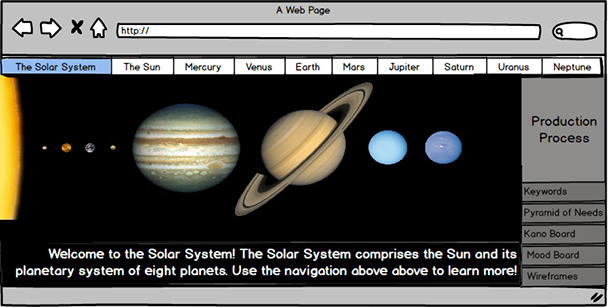 A Web Page
http://
The Solar System
The Sun
Mercury
Venus
Earth
Mars
Jupiter
Saturn
Uranus
Neptune
Production
Process
Keywords
Pyramid of Needs
Kano Board
Mood Board
Wireframes
Welcome to the Solar System! The Solar System comprises the Sun and its
planetary system of eight planets. Use the navigation above above to learn more!